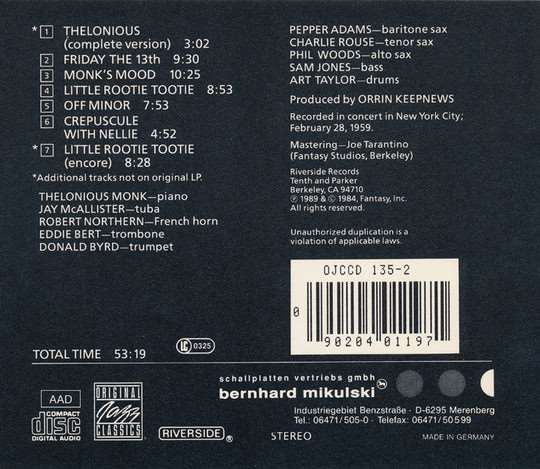 * 1 THELONIOUS
(complete version) 3:02
2 FRIDAY THE 13th 9:30
3 MONK'S MOOD 10:25
4 LITTLE ROOTIE TOOTIE 8:53
5 OFF MINOR 7:53
6 CREPUSCULE
WITH NELLIE 4:52
* 7 LITTLE ROOTIE TOOTIE
(encore) 8:28
*Additional tracks not on original LP.
THELONIOUS MONK—piano
JAY McALLISTER—tuba
ROBERT NORTHERN—French horn
EDDIE BERT—trombone
DONALD BYRD—trumpet
PEPPER ADAMS—baritone sax
CHARLIE ROUSE—tenor sax
PHIL WOODS—alto sax
SAM JONES—bass
ART TAYLOR—drums
Produced by ORRIN KEEPNEWS
Recorded in concert in New York City;
February 28, 1959.
Mastering—Joe Tarantino
(Fantasy Studios, Berkeley)
Riverside Records
Tenth and Parker
Berkeley, CA 94710
℗ 1989 & © 1984, Fantasy, Inc.
All rights reserved.
Unauthorized duplication is a
violation of applicable laws.
OJCCD 135-2
0 90204 01197
TOTAL TIME 53:19
LC 0325
schallplatten vertriebs gmbh
bernhard mikulski
Industriegebiet Benzstraße · D-6295 Merenberg
Tel.: 06471/505-0 · Telefax: 06471/50599
AAD
COMPACT
disc
DIGITAL AUDIO
ORIGINAL
Jazz
CLASSICS
RIVERSIDE
STEREO
MADE IN GERMANY